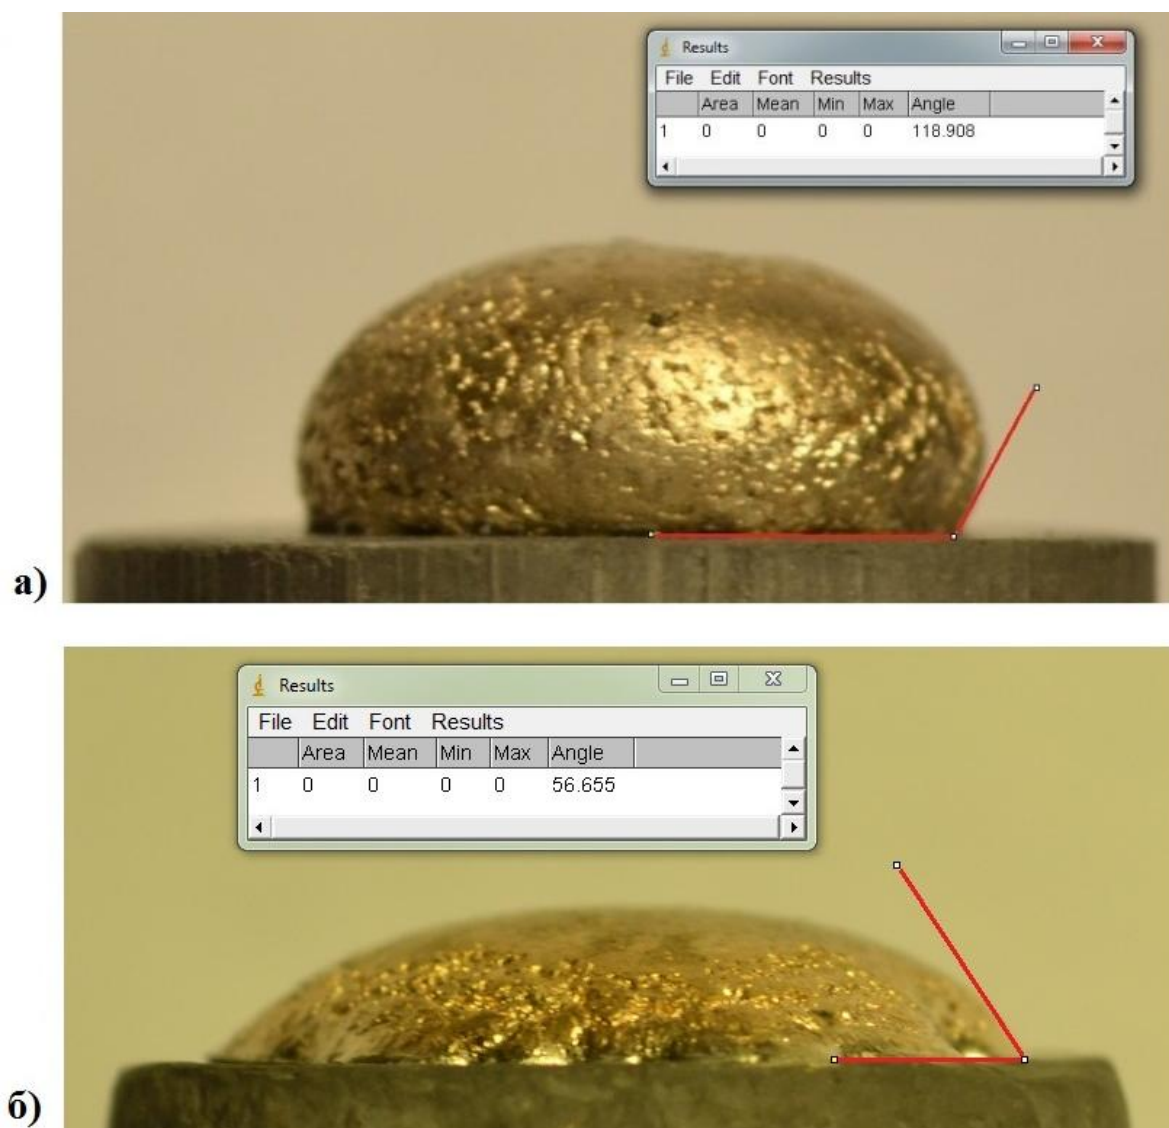 Results
File Edit Font Results
Area Mean Min Max Angle
1 0 0 0 0 118.908
а)
Results
File Edit Font Results
Area Mean Min Max Angle
1 0 0 0 0 56.655
б)